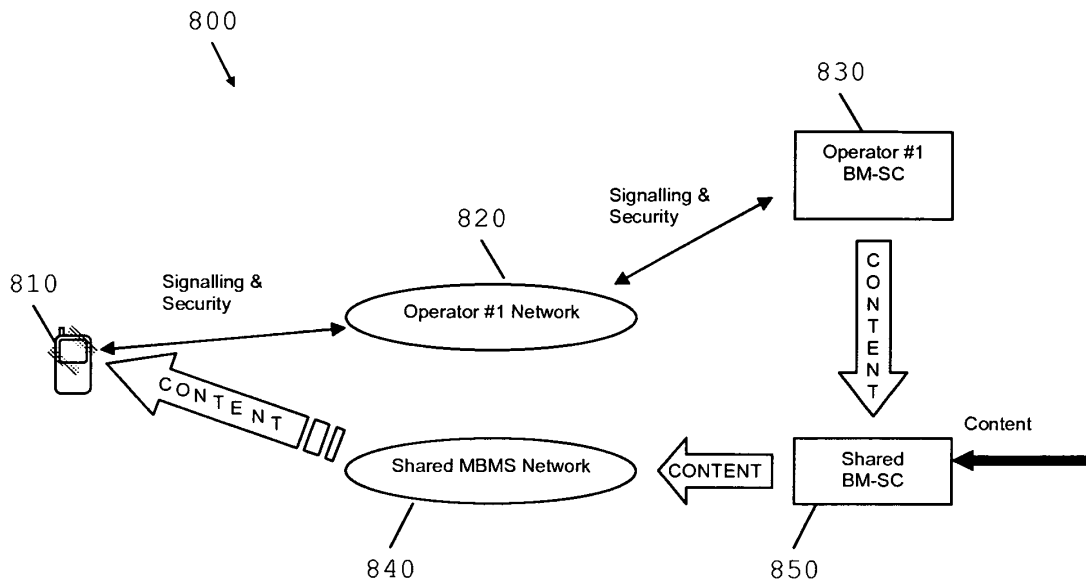 800
830
Operator #1
BM-SC
Signalling &
Security
820
Signalling &
Security
810
Operator #1 Network
CONTENT
CONTENT
Content
Shared MBMS Network
CONTENT
Shared
BM-SC
840
850